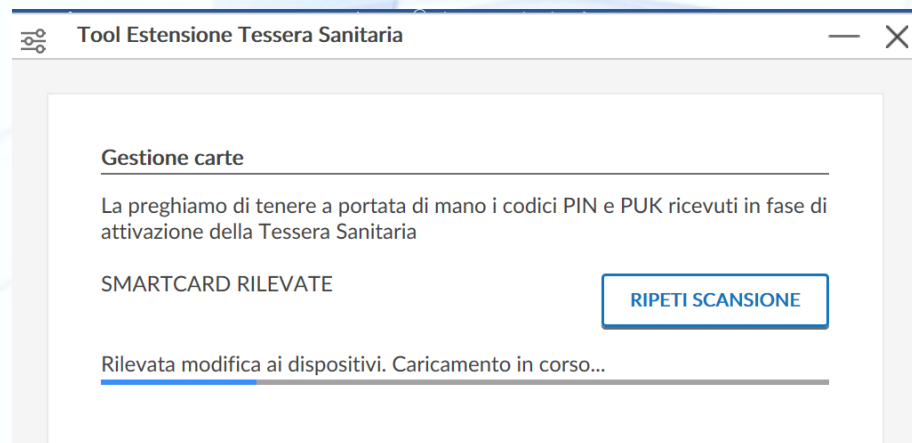 Tool Estensione Tessera Sanitaria
Gestione carte
La preghiamo di tenere a portata di mano i codici PIN e PUK ricevuti in fase di
attivazione della Tessera Sanitaria
SMARTCARD RILEVATE
RIPETI SCANSIONE
Rilevata modifica ai dispositivi. Caricamento in corso...